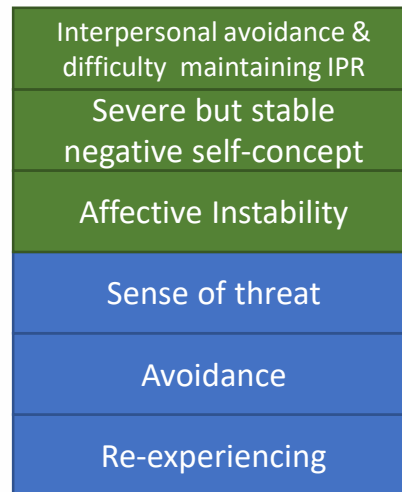 Interpersonal avoidance &
difficulty maintaining IPR
Severe but stable
negative self-concept
Affective Instability
Sense of threat
Avoidance
Re-experiencing